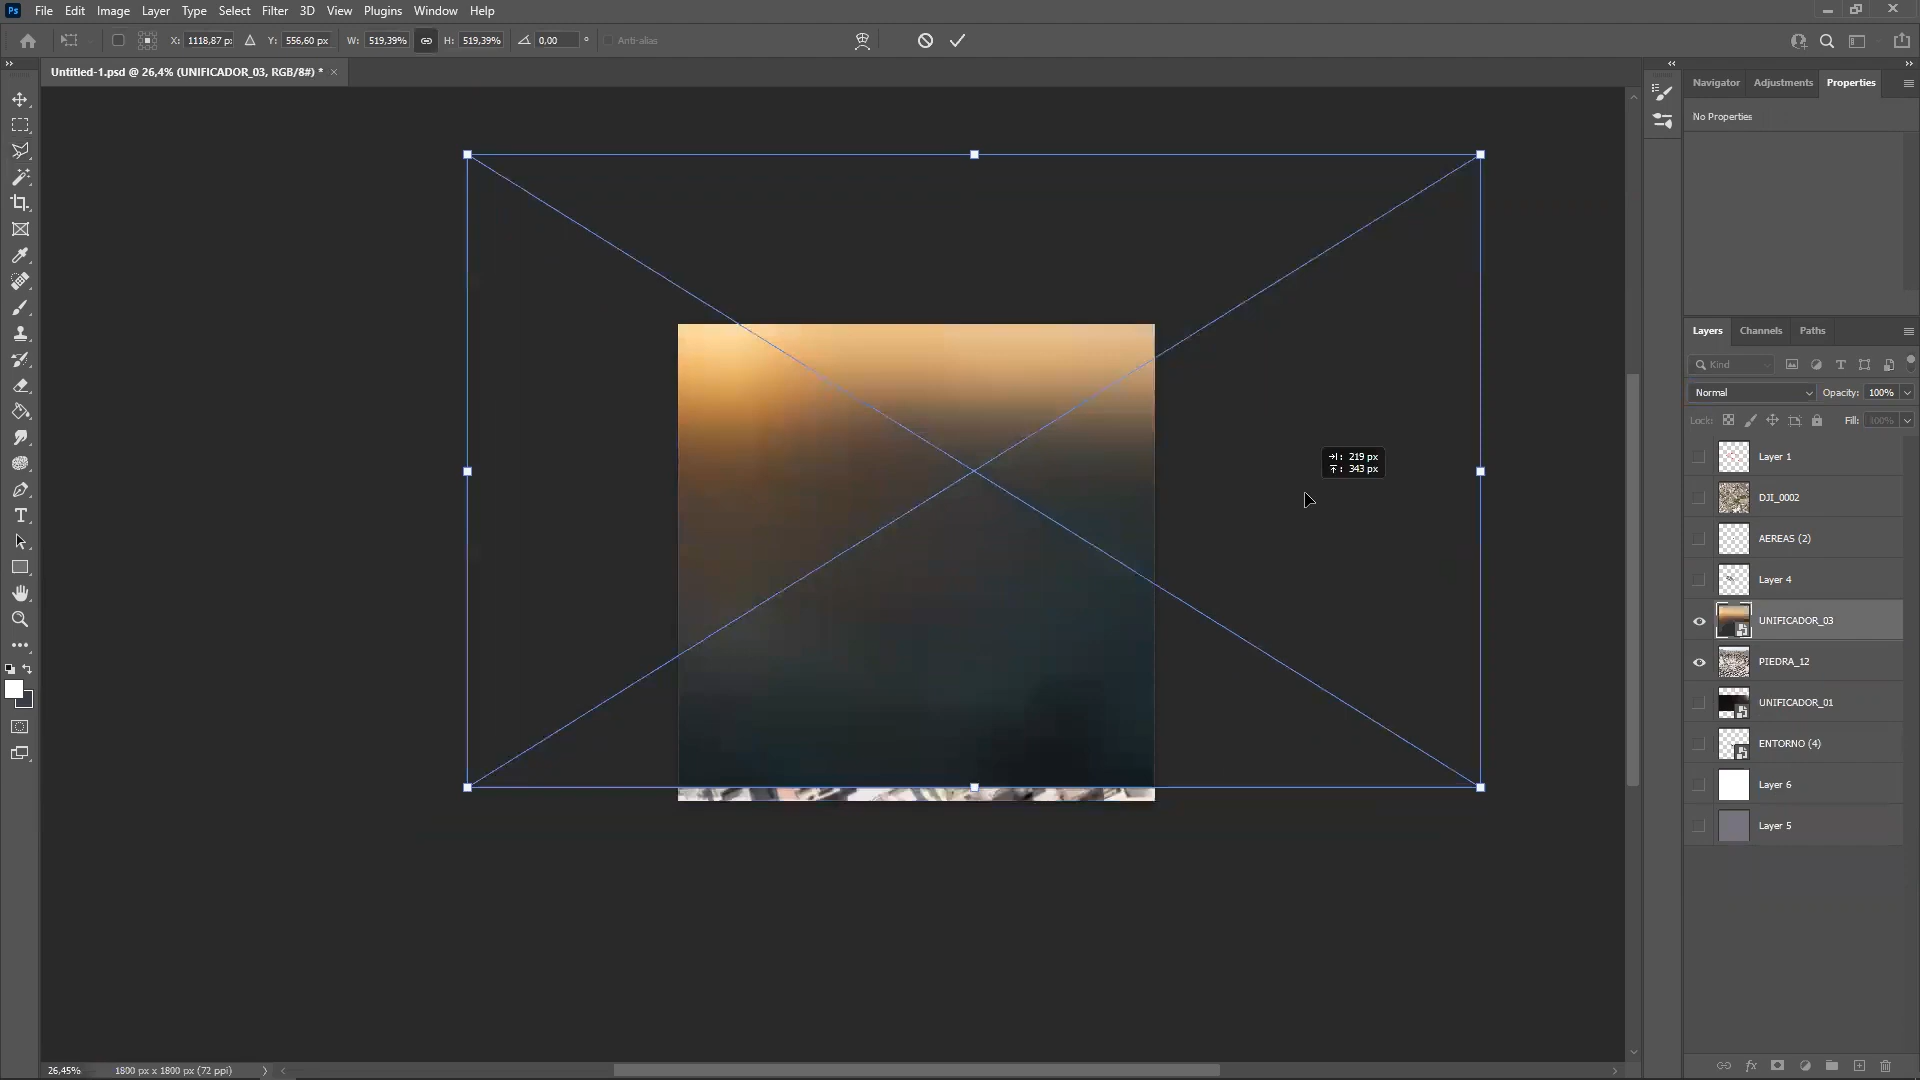 Ps File Edit Image Layer Type Select Filter 3D View Plugins Window Help
X: 1118,87 px Y: 556,60 px W: 519,39% H: 519,39% 0,00 ° Anti-alias
Untitled-1.psd @ 26,4% (UNIFICADOR_03, RGB/8#) * ×
Navigator Adjustments Properties
No Properties
Layers Channels Paths
Kind
Normal Opacity: 100%
Lock: Fill: 100%
Layer 1
219 px
343 px
DJI_0002
AEREAS (2)
Layer 4
UNIFICADOR_03
PIEDRA_12
UNIFICADOR_01
ENTORNO (4)
Layer 6
Layer 5
26,45% 1800 px x 1800 px (72 ppi)